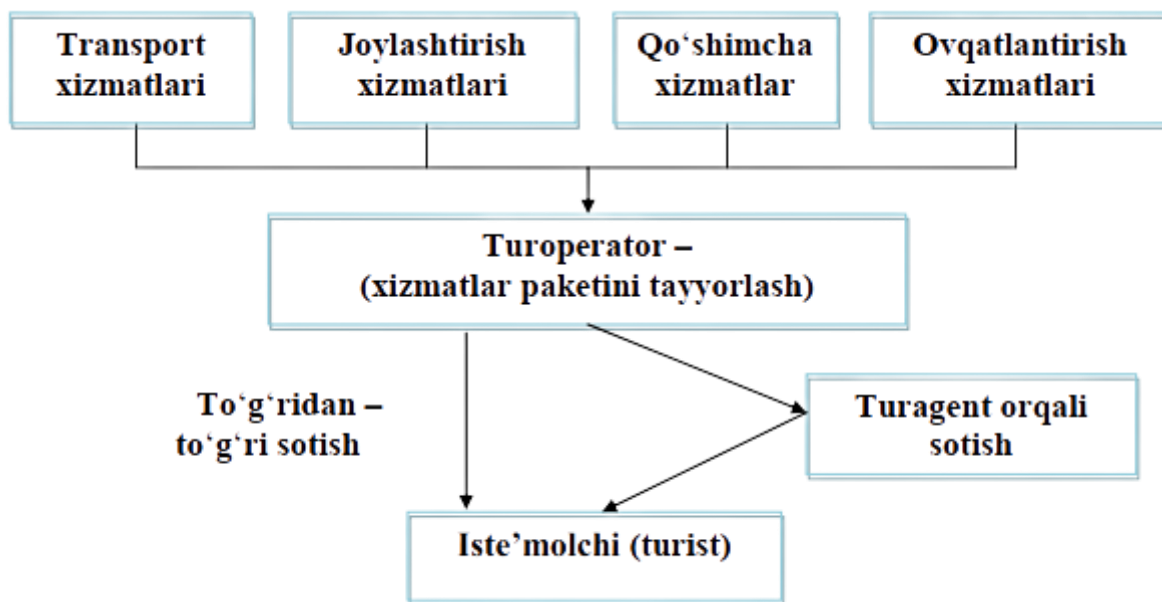 Transport
xizmatlari
Joylashtirish
xizmatlari
Qo‘shimcha
xizmatlar
Ovqatlantirish
xizmatlari
Turoperator –
(xizmatlar paketini tayyorlash)
To‘g‘ridan –
to‘g‘ri sotish
Turagent orqali
sotish
Iste’molchi (turist)